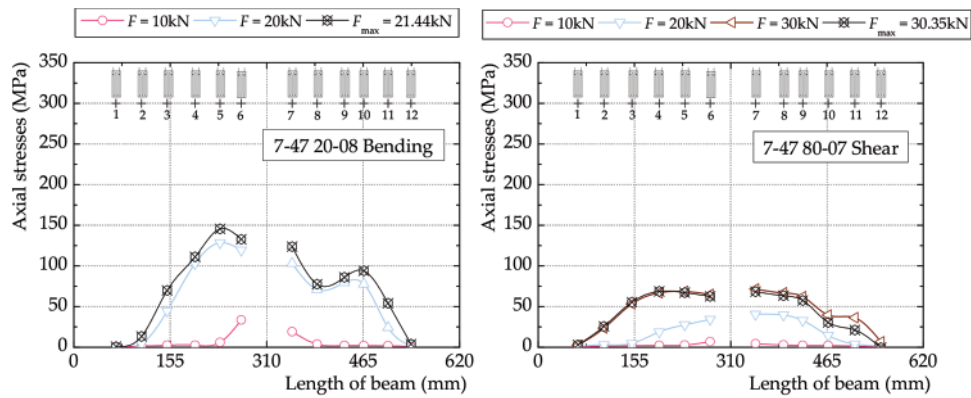 F = 10kN F = 20kN Fmax = 21.44kN
350
300
250
200
150
100
50
0
Axial stresses (MPa)
1 2 3 4 5 6 7 8 9 10 11 12
7-47 20-08 Bending
0 155 310 465 620
Length of beam (mm)
F = 10kN F = 20kN F = 30kN Fmax = 30.35kN
350
300
250
200
150
100
50
0
Axial stresses (MPa)
1 2 3 4 5 6 7 8 9 10 11 12
7-47 80-07 Shear
0 155 310 465 620
Length of beam (mm)